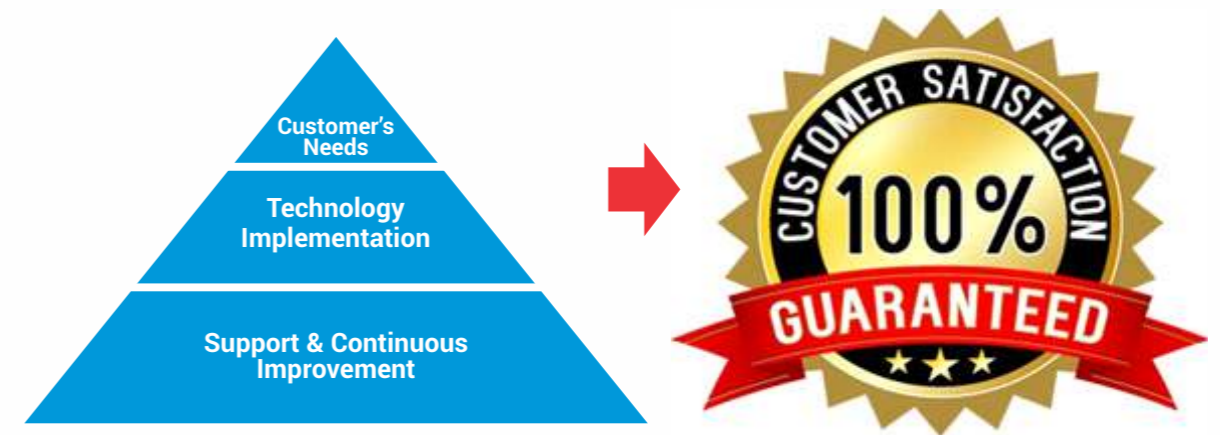 Customer’s
Needs
Technology
Implementation
Support & Continuous
Improvement
CUSTOMER SATISFACTION
100%
GUARANTEED